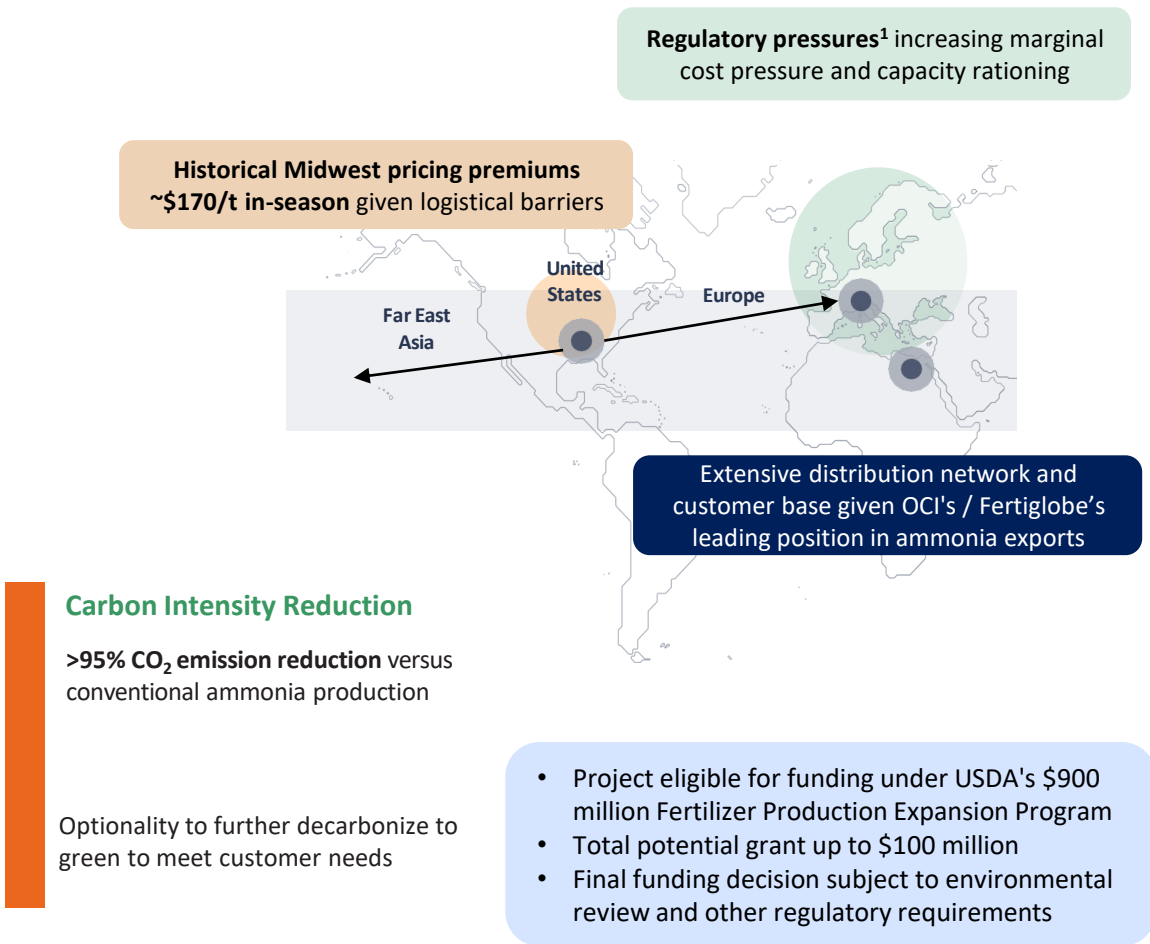 Regulatory pressures¹ increasing marginal
cost pressure and capacity rationing
Historical Midwest pricing premiums
~$170/t in-season given logistical barriers
United
States
Europe
Far East
Asia
Extensive distribution network and
customer base given OCI's / Fertiglobe’s
leading position in ammonia exports
Carbon Intensity Reduction
>95% CO₂ emission reduction versus
conventional ammonia production
Optionality to further decarbonize to
green to meet customer needs
• Project eligible for funding under USDA's $900
million Fertilizer Production Expansion Program
• Total potential grant up to $100 million
• Final funding decision subject to environmental
review and other regulatory requirements